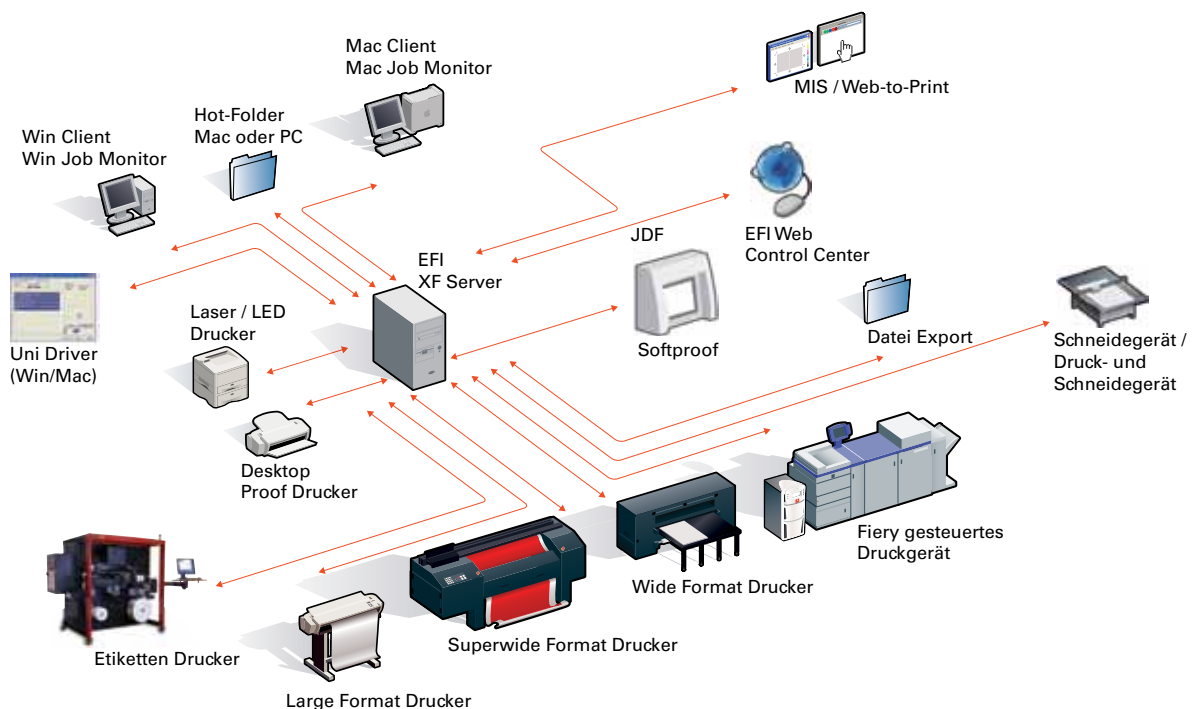 Mac Client
Mac Job Monitor
MIS / Web-to-Print
Hot-Folder
Mac oder PC
Win Client
Win Job Monitor
EFI
XF Server
JDF
Softproof
EFI Web
Control Center
Laser / LED
Drucker
Uni Driver
(Win/Mac)
Datei Export
Schneidegerät /
Druck- und
Schneidegerät
Desktop
Proof Drucker
Fiery gesteuertes
Druckgerät
Wide Format Drucker
Superwide Format Drucker
Etiketten Drucker
Large Format Drucker